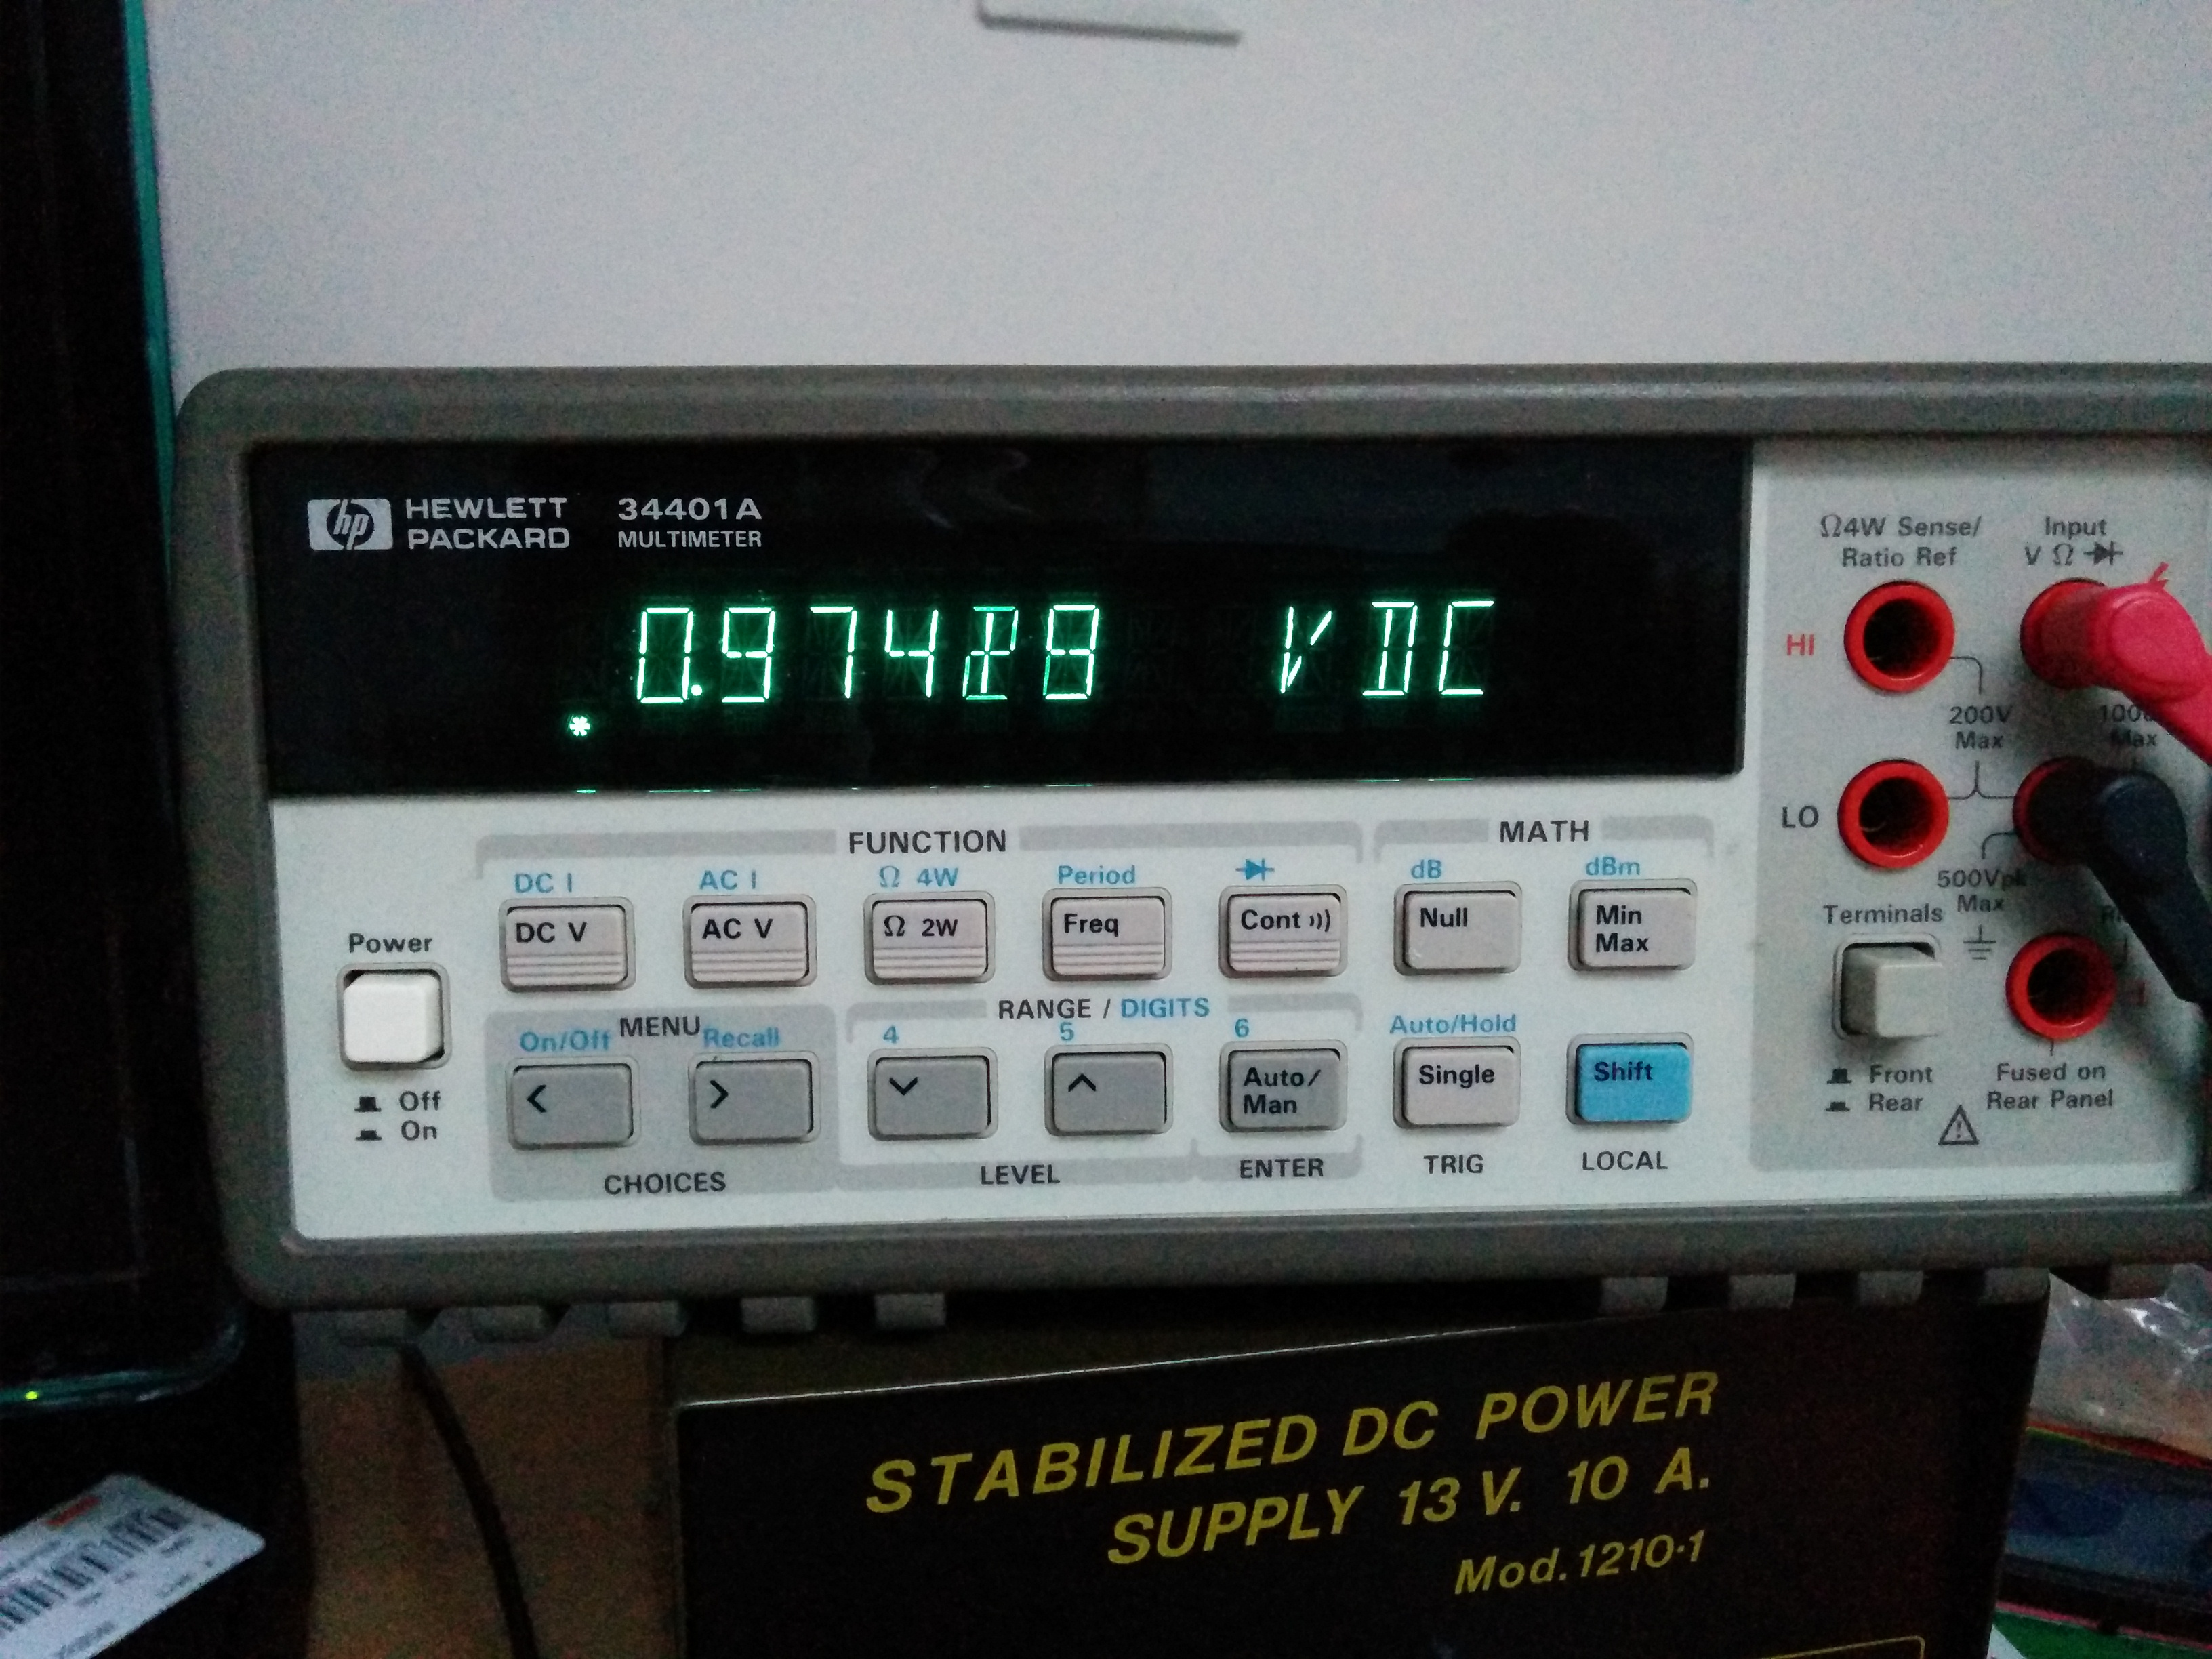 hp HEWLETT PACKARD
34401A
MULTIMETER
VDC
Ω4W Sense/
Ratio Ref
Input
V Ω
HI
200V
Max
Max
LO
500Vpk
Max
Terminals
Front
Rear
Fused on
Rear Panel
Power
Off
On
FUNCTION
MATH
DC I
AC I
Ω 4W
Period
dB
dBm
DC V
AC V
Ω 2W
Freq
Cont
Null
Min
Max
MENU
RANGE / DIGITS
On/Off
Recall
4
5
6
Auto/Hold
<
>
Auto/
Man
Single
Shift
CHOICES
LEVEL
ENTER
TRIG
LOCAL
STABILIZED DC POWER
SUPPLY 13 V. 10 A.
Mod.1210-1